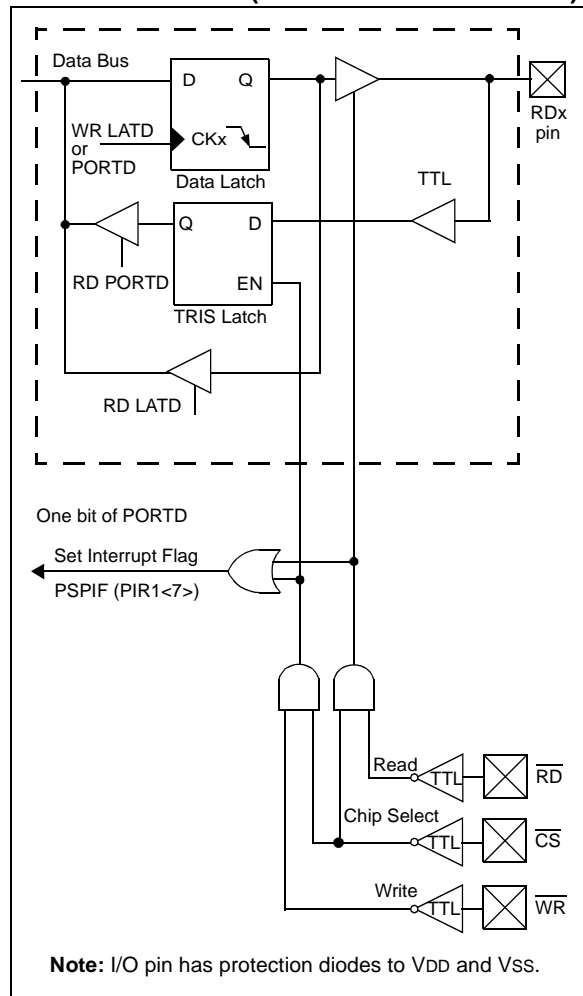 Data Bus
D Q
RDx
pin
WR LATD
or
PORTD
CKx
Data Latch
TTL
Q D
RD PORTD
EN
TRIS Latch
RD LATD
One bit of PORTD
Set Interrupt Flag
PSPIF (PIR1<7>)
Read
TTL
RD
Chip Select
TTL
CS
Write
TTL
WR
Note: I/O pin has protection diodes to VDD and VSS.